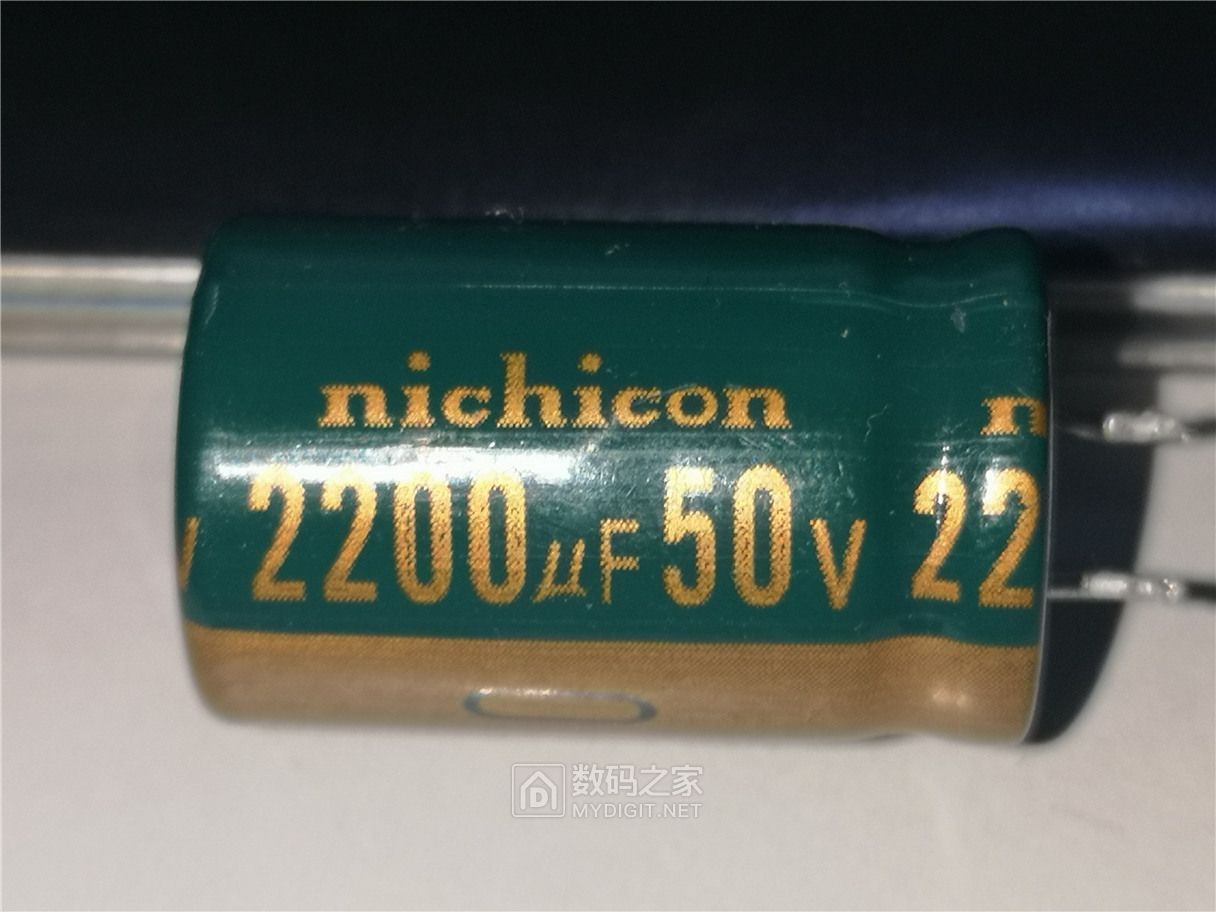 nichicon n
V 2200μF 50V 22
数码之家
MYDIGIT.NET